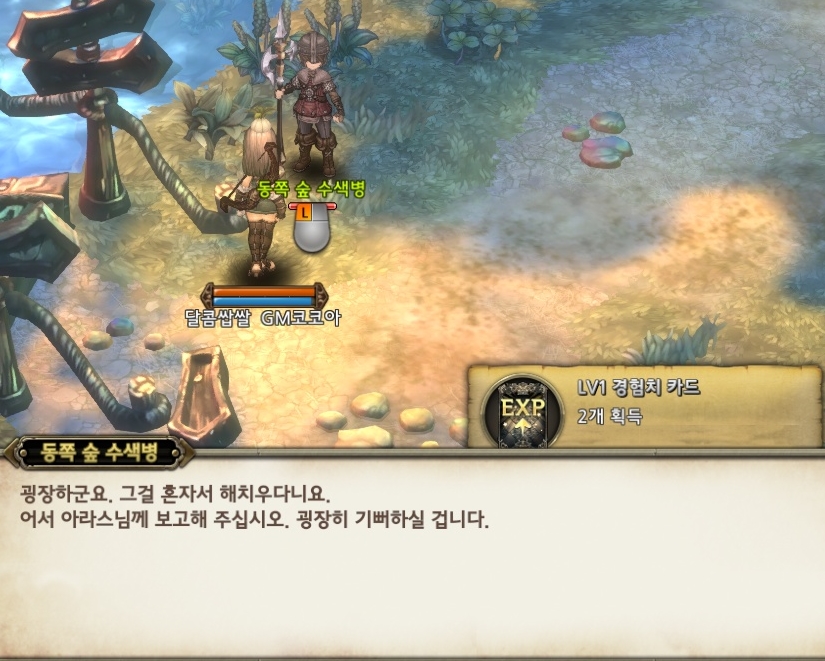 동쪽 숲 수색병
L
달콤쌉쌀 GM코코아
EXP
LV1 경험치 카드
2개 획득
동쪽 숲 수색병
굉장하군요. 그걸 혼자서 해치우다니요.
어서 아라스님께 보고해 주십시오. 굉장히 기뻐하실 겁니다.